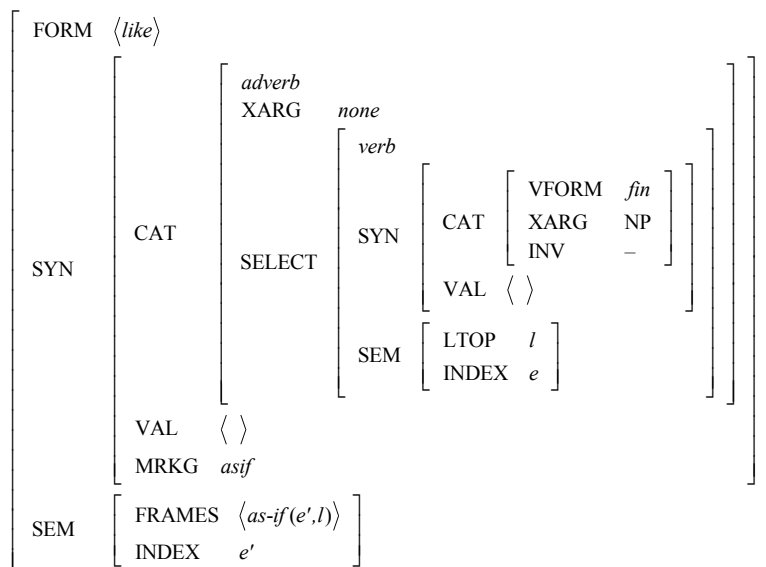 FORM ⟨like⟩
adverb
XARG none
verb
VFORM fin
CAT XARG NP
CAT SYN INV –
SYN SELECT VAL ⟨ ⟩
LTOP l
SEM INDEX e
VAL ⟨ ⟩
MRKG asif
FRAMES ⟨as-if(e′,l)⟩
SEM INDEX e′